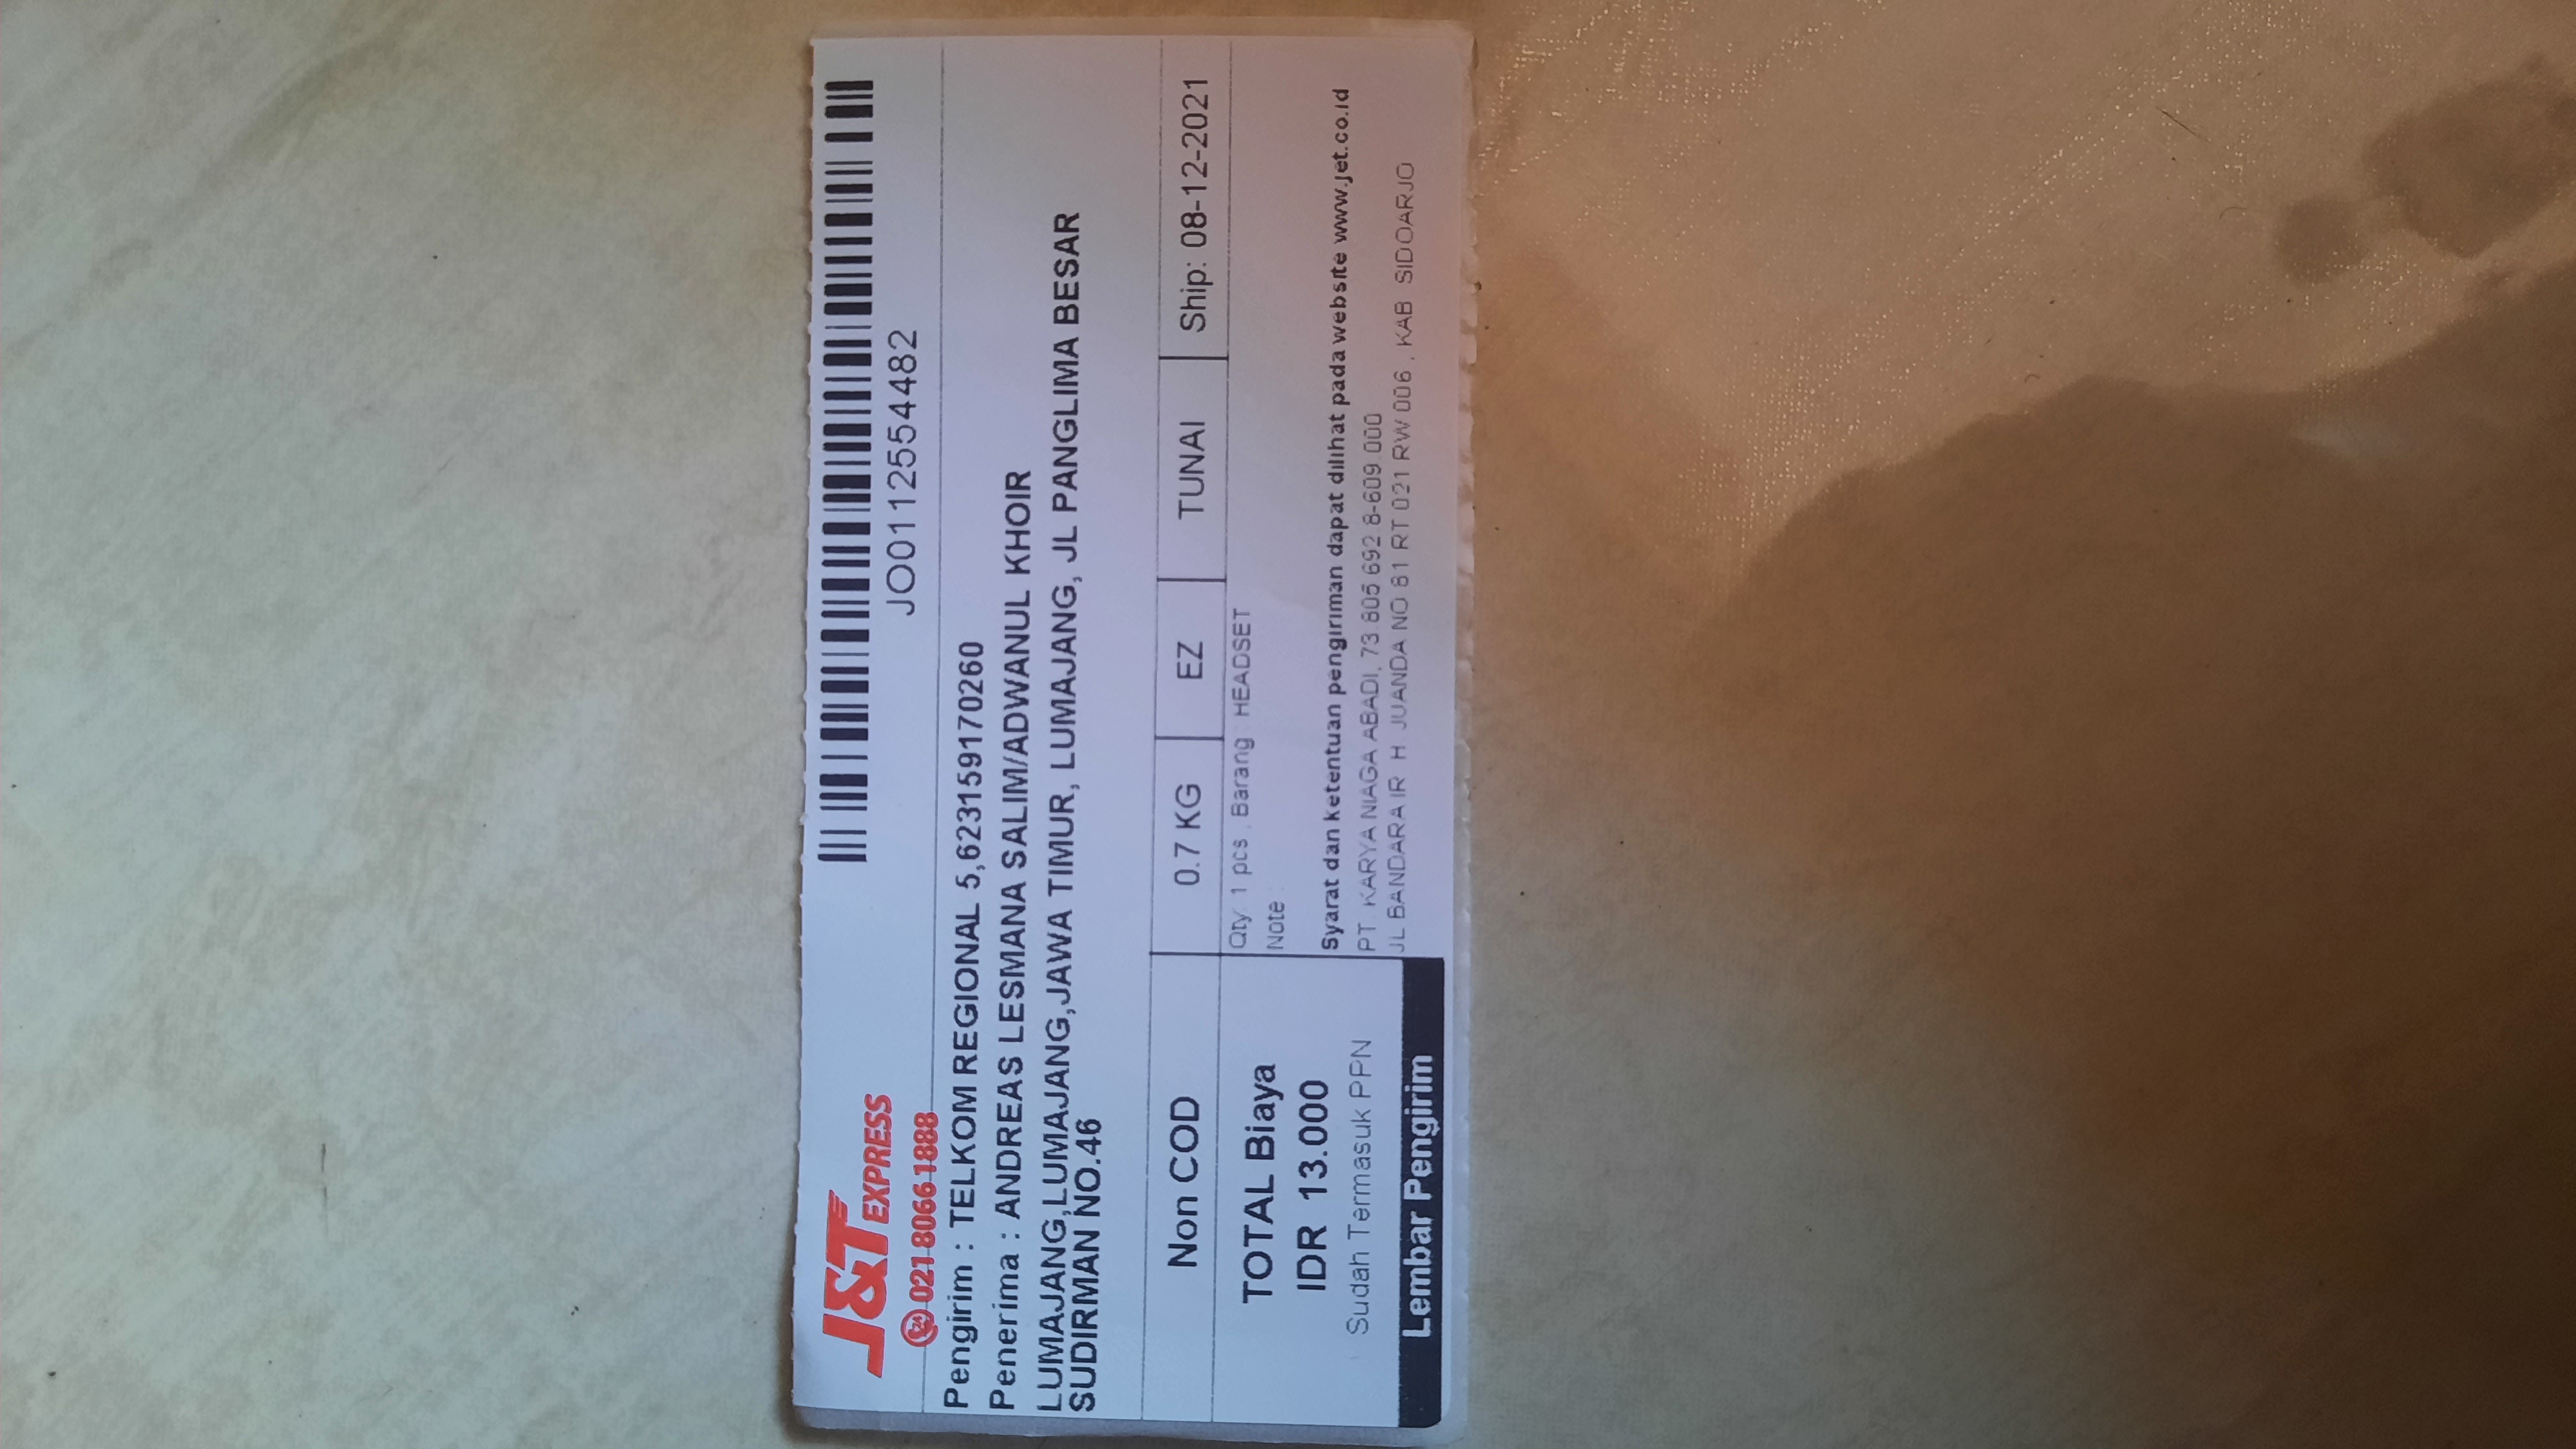 J&T EXPRESS
24 021 8066 1888
JO0112554482
Pengirim : TELKOM REGIONAL 5,623159170260
Penerima : ANDREAS LESMANA SALIM/ADWANUL KHOIR
LUMAJANG,LUMAJANG,JAWA TIMUR, LUMAJANG, JL PANGLIMA BESAR
SUDIRMAN NO.46
Non COD
0.7 KG
EZ
TUNAI
Ship: 08-12-2021
TOTAL Biaya
IDR 13.000
Sudah Termasuk PPN
Lembar Pengirim
Qty: 1 pcs , Barang : HEADSET
Note :
Syarat dan ketentuan pengiriman dapat dilihat pada website www.jet.co.id
PT. KARYA NIAGA ABADI, 73.805.692.8-609.000
JL BANDARA IR. H. JUANDA NO 81 RT 021 RW 006 , KAB. SIDOARJO